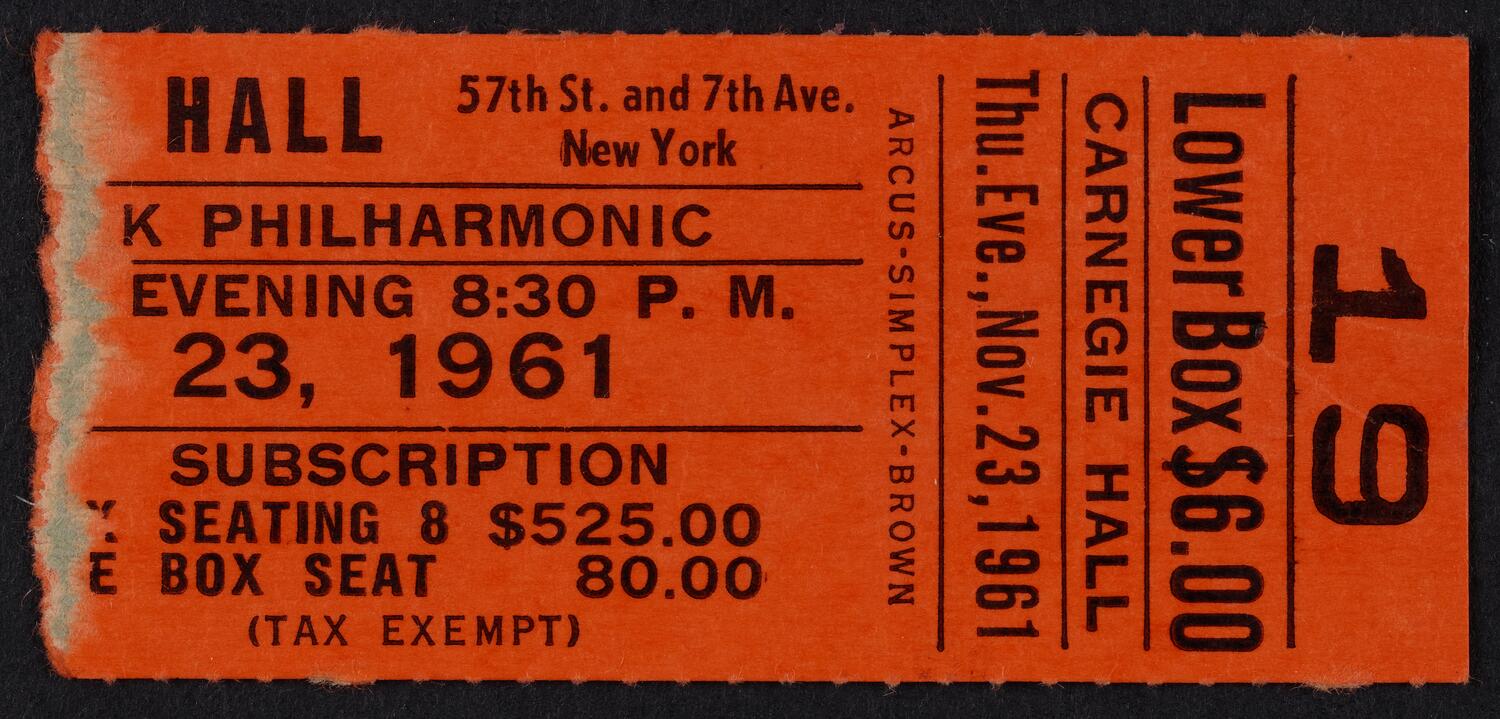 HALL
57th St. and 7th Ave.
New York
K PHILHARMONIC
EVENING 8:30 P. M.
23, 1961
SUBSCRIPTION
X SEATING 8 $525.00
E BOX SEAT 80.00
(TAX EXEMPT)
ARCUS-SIMPLEX-BROWN
Thu.Eve.,Nov.23,1961
CARNEGIE HALL
Lower Box $6.00
19